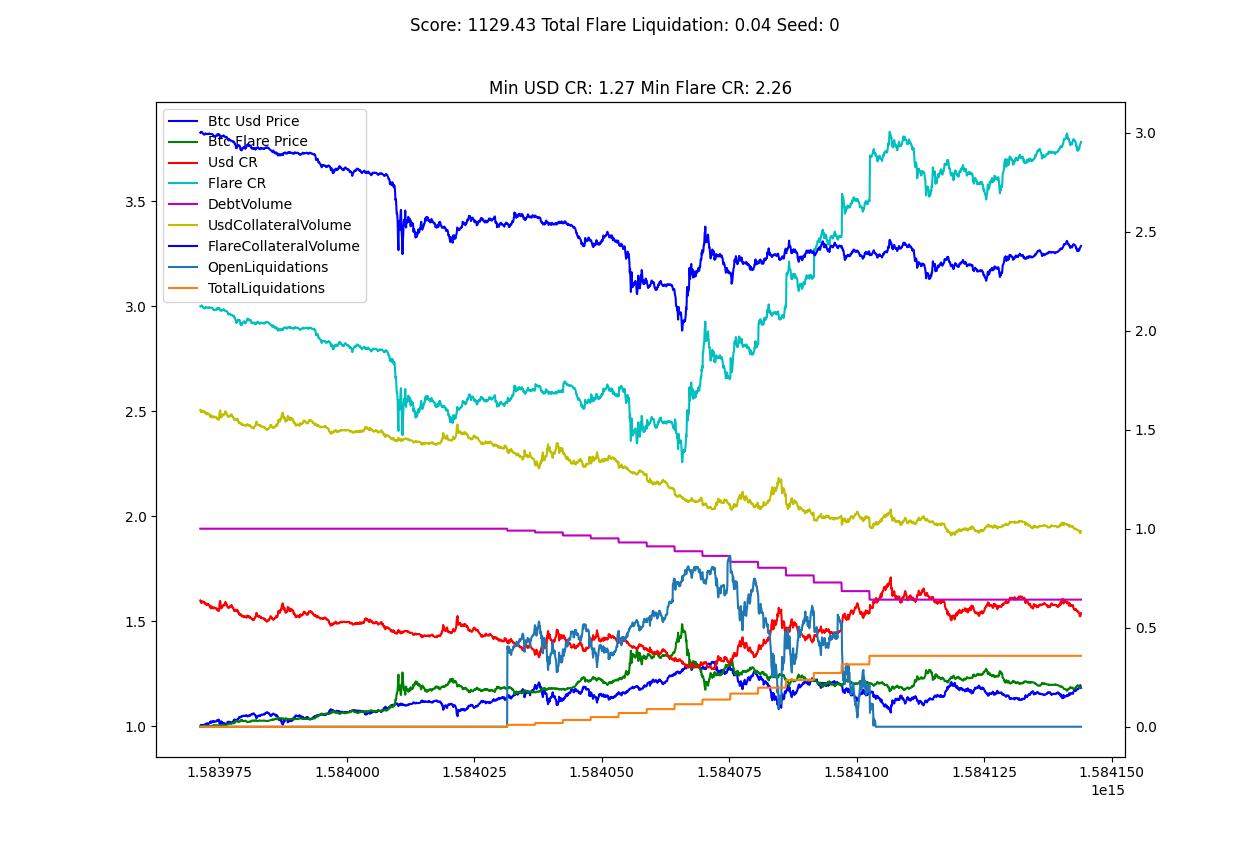 Score: 1129.43 Total Flare Liquidation: 0.04 Seed: 0
Min USD CR: 1.27 Min Flare CR: 2.26
Btc Usd Price
Btc Flare Price
Usd CR
Flare CR
DebtVolume
UsdCollateralVolume
FlareCollateralVolume
OpenLiquidations
TotalLiquidations
3.5
3.0
2.5
2.0
1.5
1.0
3.0
2.5
2.0
1.5
1.0
0.5
0.0
1.583975 1.584000 1.584025 1.584050 1.584075 1.584100 1.584125 1.584150
1e15